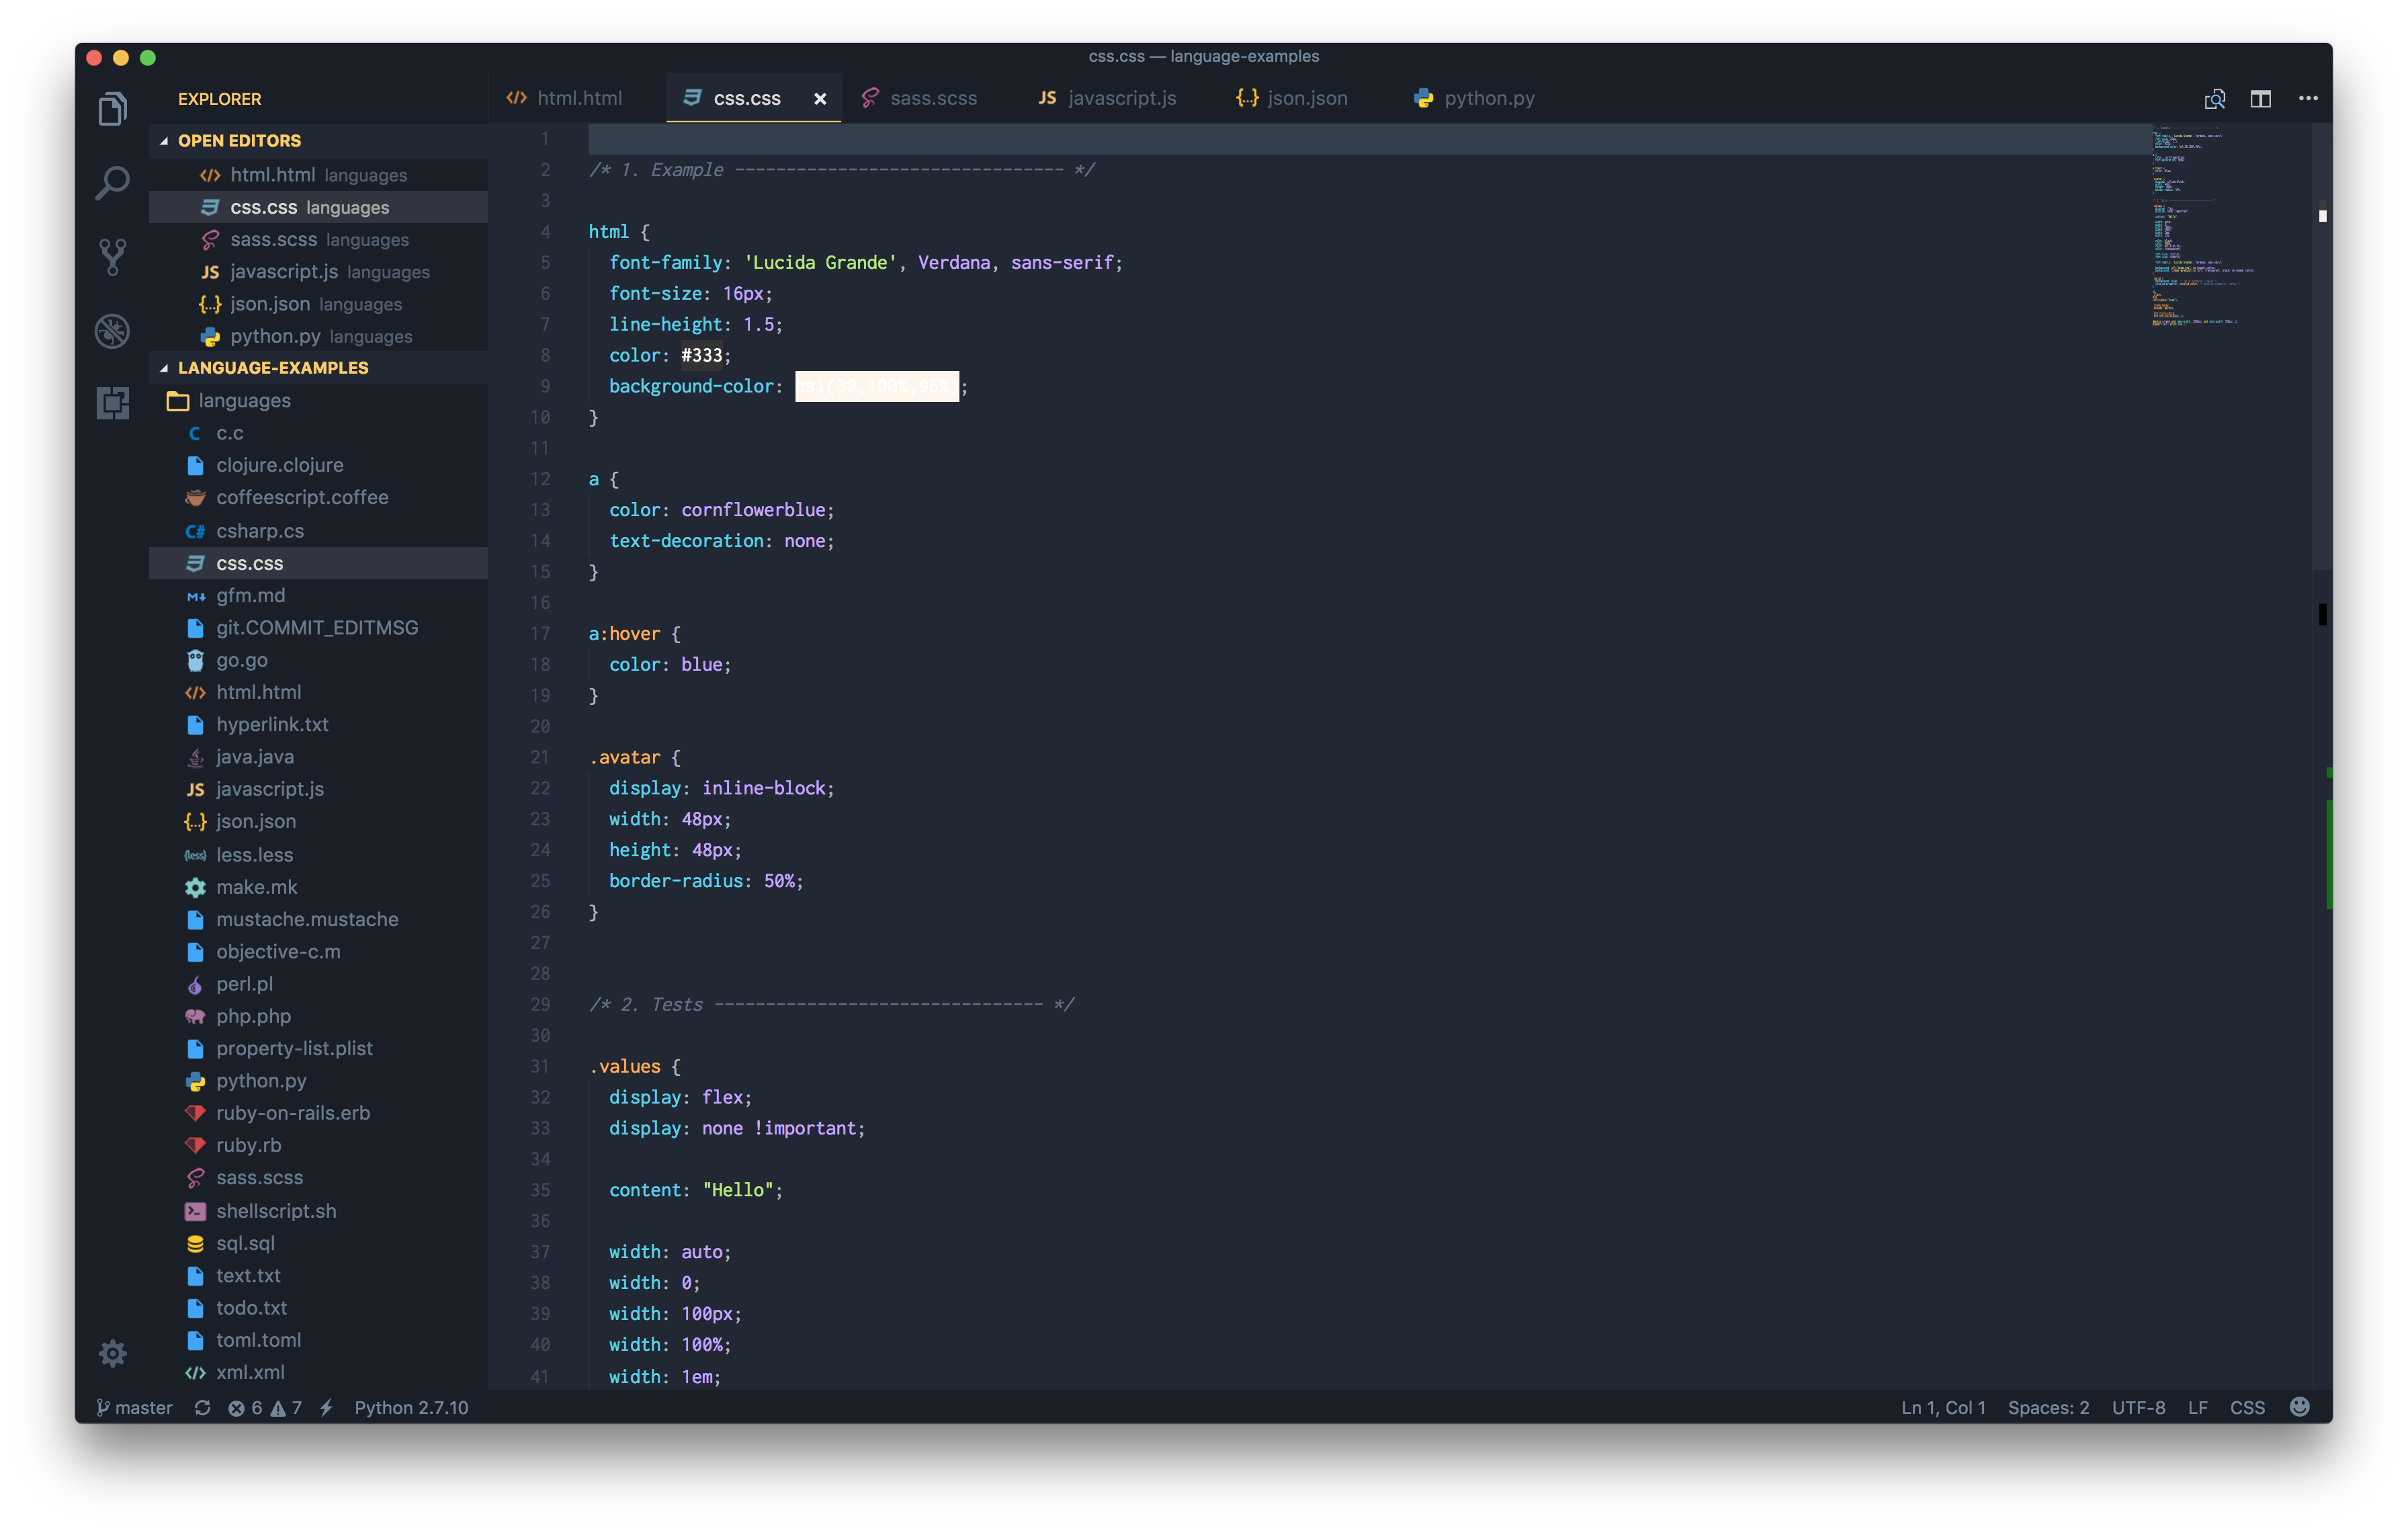 css.css — language-examples
EXPLORER
OPEN EDITORS
html.html languages
css.css languages
sass.scss languages
JS javascript.js languages
{..} json.json languages
python.py languages
LANGUAGE-EXAMPLES
languages
C c.c
clojure.clojure
coffeescript.coffee
C# csharp.cs
css.css
M↓ gfm.md
git.COMMIT_EDITMSG
go.go
</> html.html
hyperlink.txt
java.java
JS javascript.js
{..} json.json
{less} less.less
make.mk
mustache.mustache
objective-c.m
perl.pl
php.php
property-list.plist
python.py
ruby-on-rails.erb
ruby.rb
sass.scss
shellscript.sh
sql.sql
text.txt
todo.txt
toml.toml
</> xml.xml
</> html.html css.css × sass.scss JS javascript.js {..} json.json python.py
1
2 /* 1. Example -------------------------------- */
3
4 html {
5 font-family: 'Lucida Grande', Verdana, sans-serif;
6 font-size: 16px;
7 line-height: 1.5;
8 color: #333;
9 background-color: hsl(30,100%,96%);
10 }
11
12 a {
13 color: cornflowerblue;
14 text-decoration: none;
15 }
16
17 a:hover {
18 color: blue;
19 }
20
21 .avatar {
22 display: inline-block;
23 width: 48px;
24 height: 48px;
25 border-radius: 50%;
26 }
27
28
29 /* 2. Tests -------------------------------- */
30
31 .values {
32 display: flex;
33 display: none !important;
34
35 content: "Hello";
36
37 width: auto;
38 width: 0;
39 width: 100px;
40 width: 100%;
41 width: 1em;
master 6 7 Python 2.7.10 Ln 1, Col 1 Spaces: 2 UTF-8 LF CSS